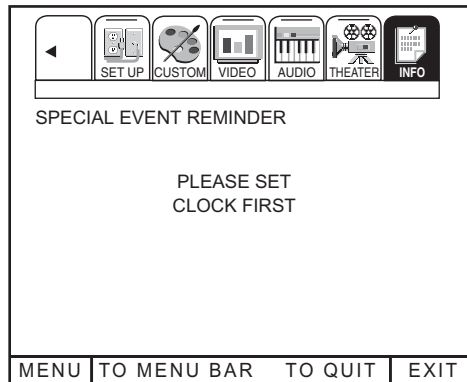 SET UP CUSTOM VIDEO AUDIO THEATER INFO
SPECIAL EVENT REMINDER
PLEASE SET
CLOCK FIRST
MENU TO MENU BAR TO QUIT EXIT